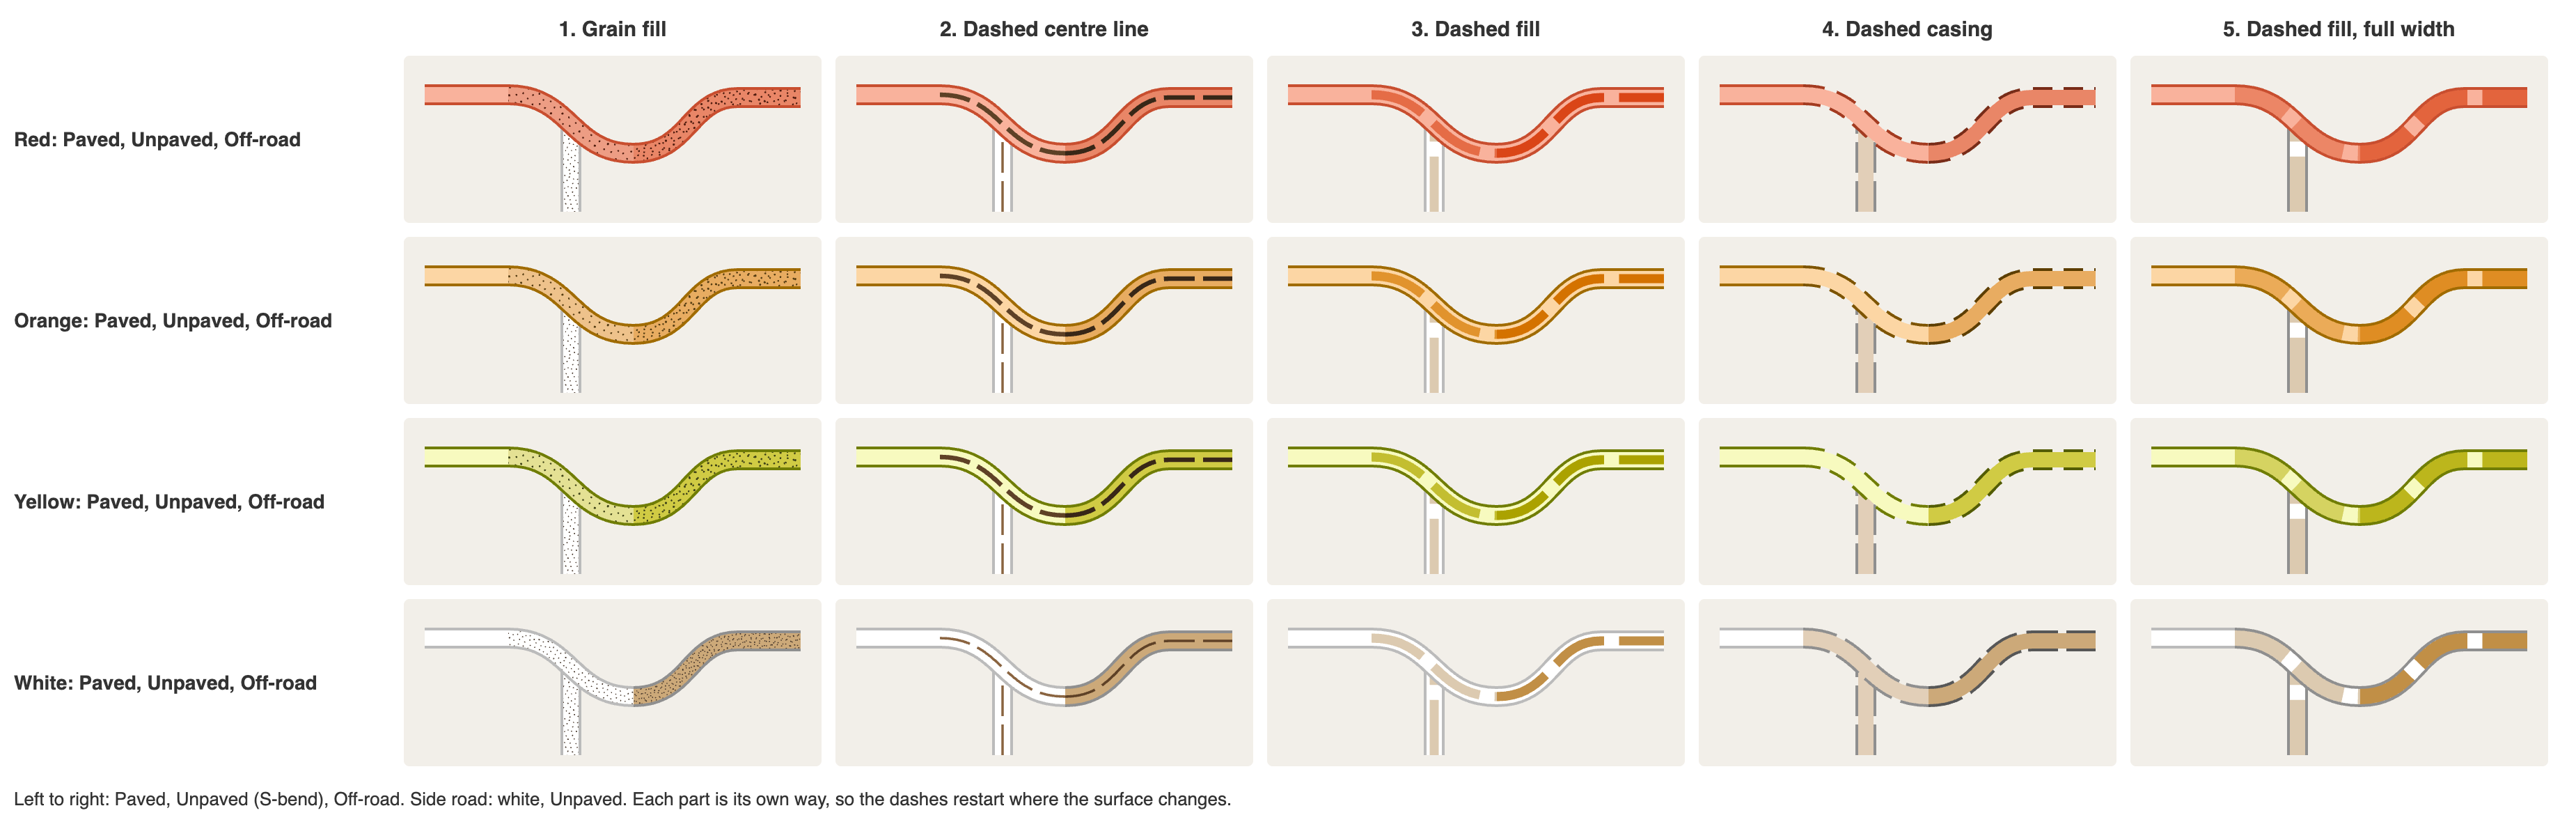 1. Grain fill
2. Dashed centre line
3. Dashed fill
4. Dashed casing
5. Dashed fill, full width
Red: Paved, Unpaved, Off-road
Orange: Paved, Unpaved, Off-road
Yellow: Paved, Unpaved, Off-road
White: Paved, Unpaved, Off-road
Left to right: Paved, Unpaved (S-bend), Off-road. Side road: white, Unpaved. Each part is its own way, so the dashes restart where the surface changes.